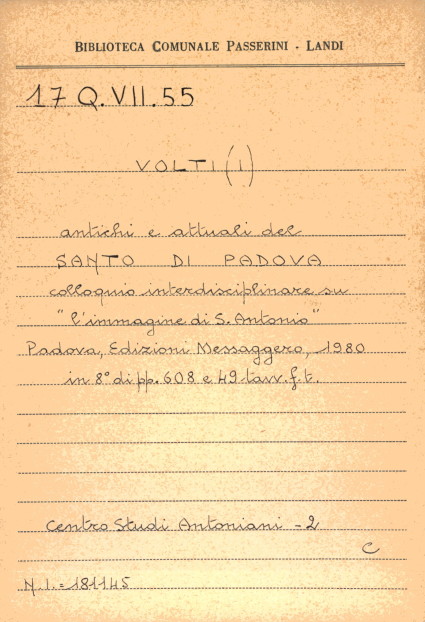 BIBLIOTECA COMUNALE PASSERINI - LANDI
17 Q.VII.55
VOLTI (I)
antichi e attuali del
SANTO DI PADOVA
colloquio interdisciplinare su
"l'immagine di S. Antonio"
Padova, Edizioni Messaggero, 1980
in 8° di pp. 608 e 49 tavv. f. t.
Centro Studi Antoniani - 2
C
N.I. = 181145